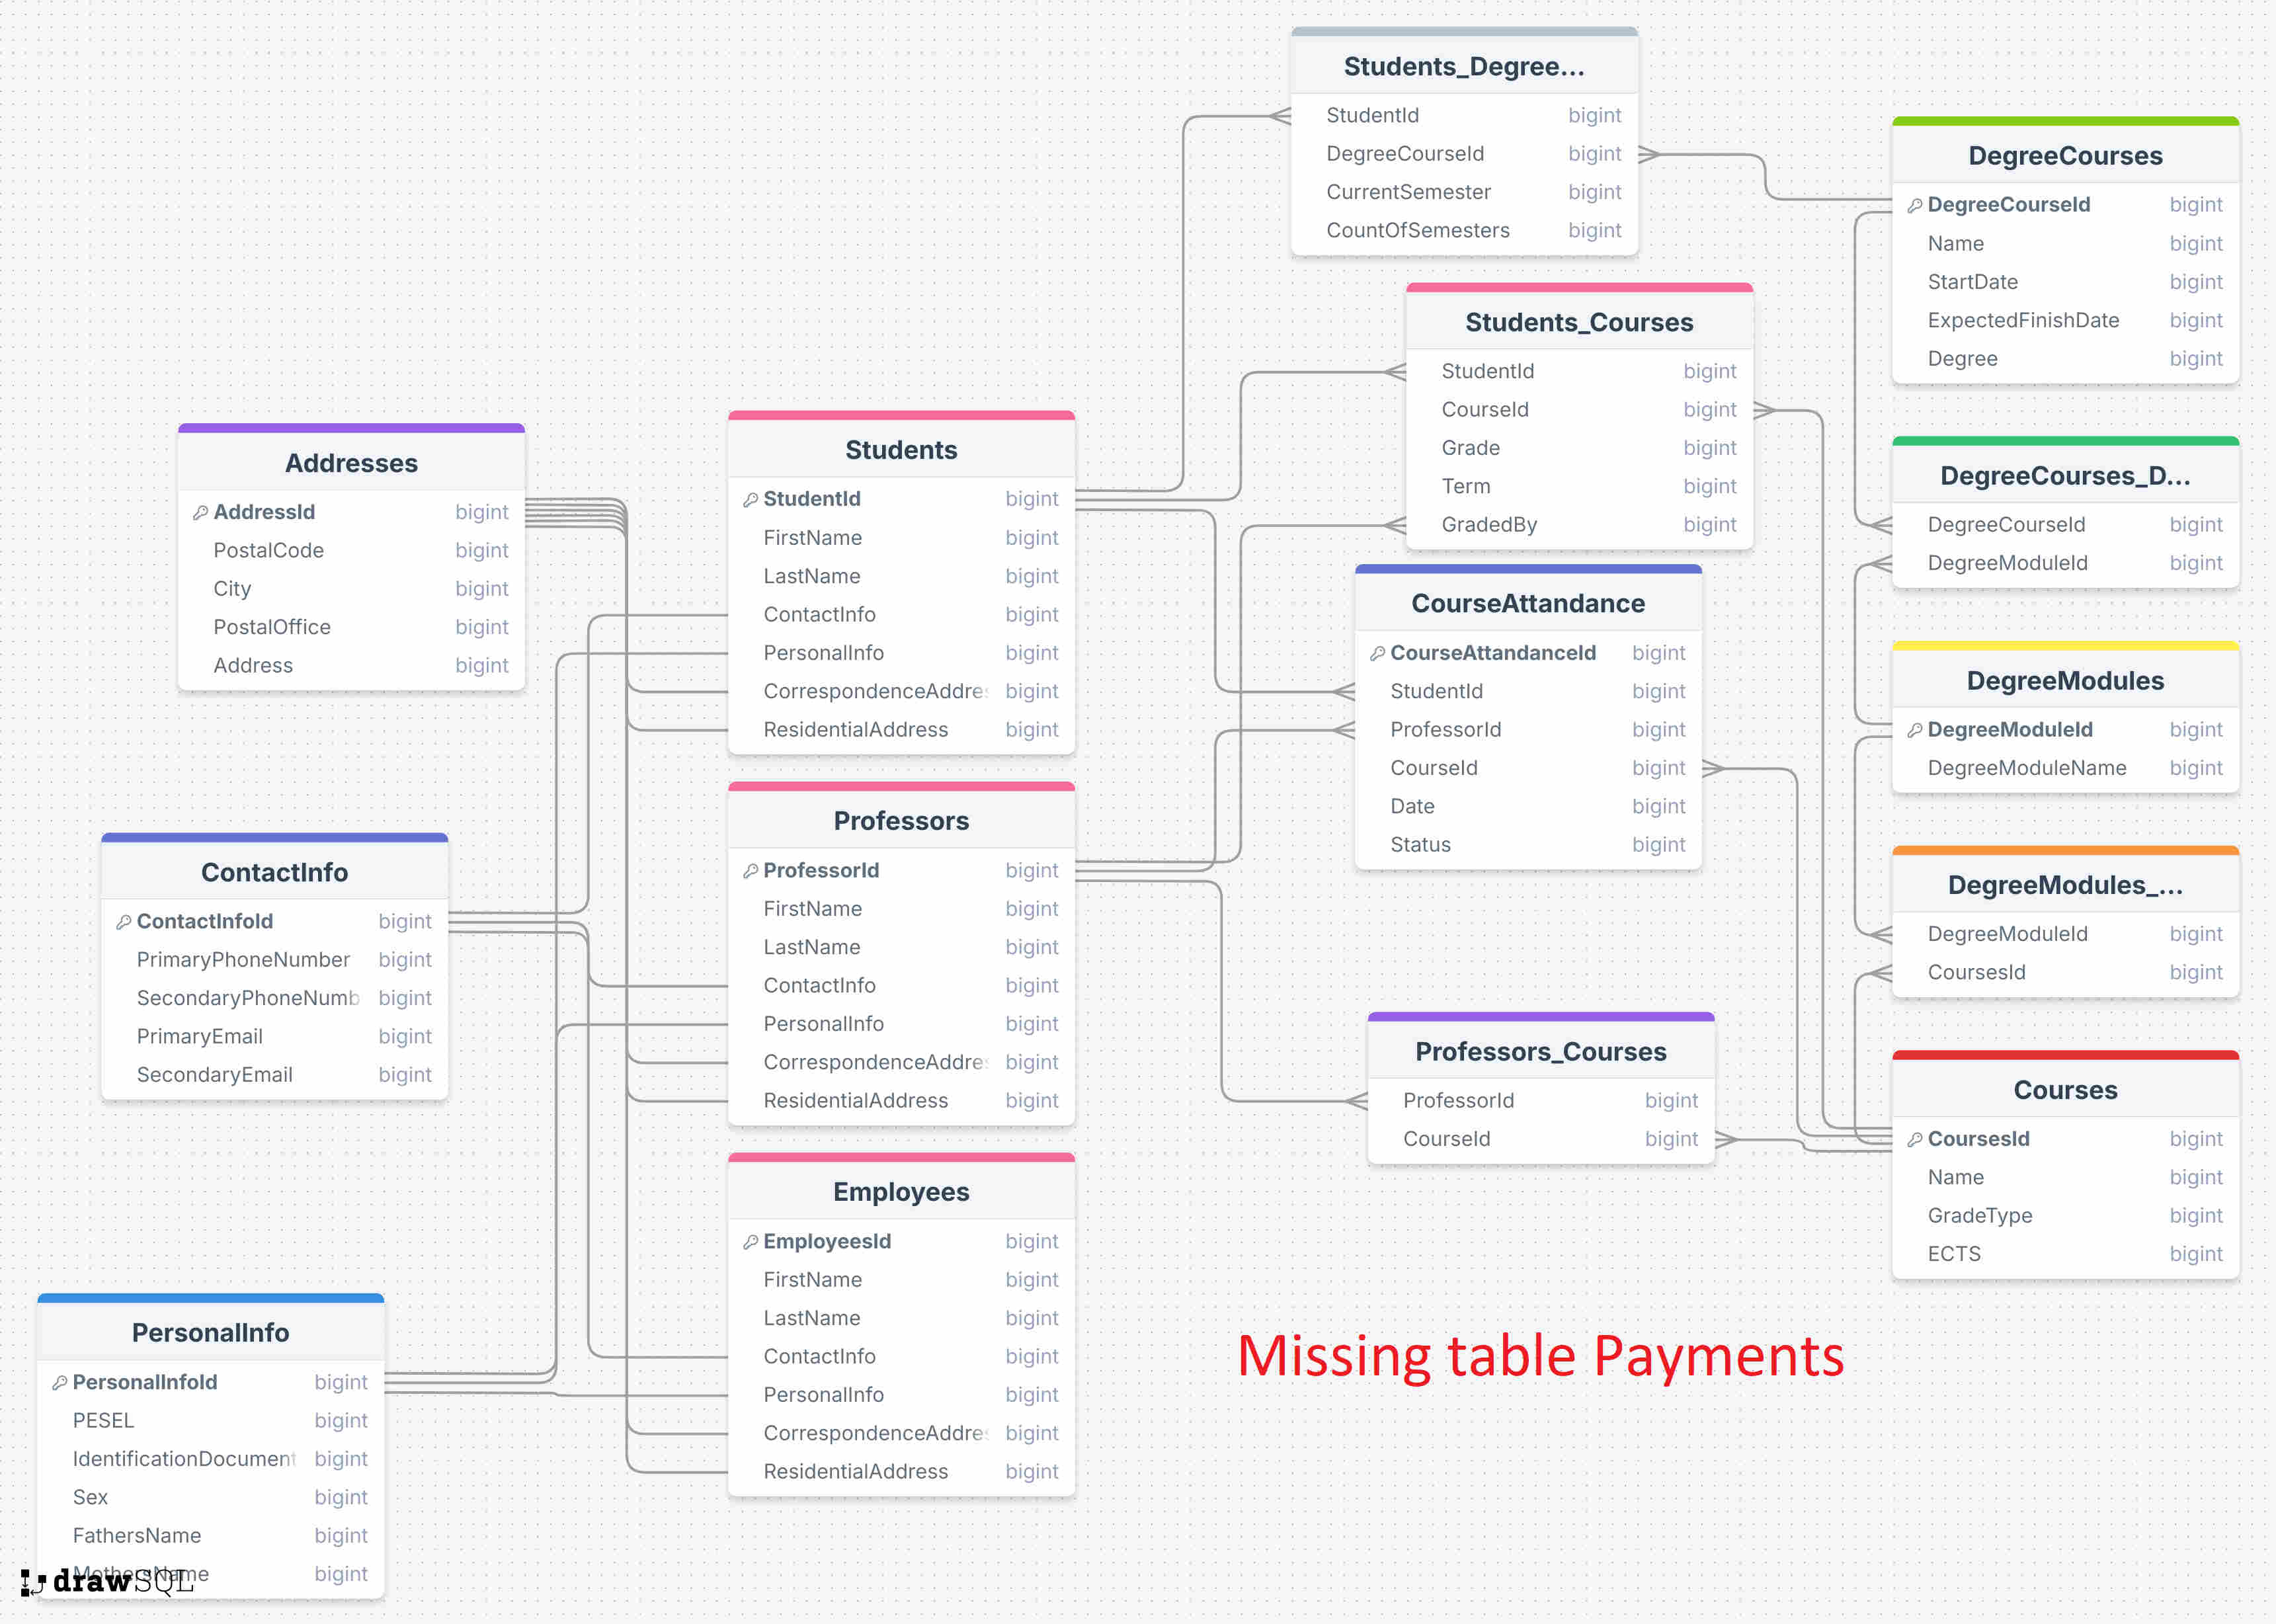 Students_Degree...
StudentId bigint
DegreeCourseId bigint
CurrentSemester bigint
CountOfSemesters bigint
DegreeCourses
DegreeCourseId bigint
Name bigint
StartDate bigint
ExpectedFinishDate bigint
Degree bigint
Students_Courses
StudentId bigint
CourseId bigint
Grade bigint
Term bigint
GradedBy bigint
Addresses
AddressId bigint
PostalCode bigint
City bigint
PostalOffice bigint
Address bigint
Students
StudentId bigint
FirstName bigint
LastName bigint
ContactInfo bigint
PersonalInfo bigint
CorrespondenceAddres bigint
ResidentialAddress bigint
DegreeCourses_D...
DegreeCourseId bigint
DegreeModuleId bigint
CourseAttandance
CourseAttandanceId bigint
StudentId bigint
ProfessorId bigint
CourseId bigint
Date bigint
Status bigint
DegreeModules
DegreeModuleId bigint
DegreeModuleName bigint
Professors
ProfessorId bigint
FirstName bigint
LastName bigint
ContactInfo bigint
PersonalInfo bigint
CorrespondenceAddres bigint
ResidentialAddress bigint
ContactInfo
ContactInfoId bigint
PrimaryPhoneNumber bigint
SecondaryPhoneNumb bigint
PrimaryEmail bigint
SecondaryEmail bigint
DegreeModules_...
DegreeModuleId bigint
CoursesId bigint
Professors_Courses
ProfessorId bigint
CourseId bigint
Courses
CoursesId bigint
Name bigint
GradeType bigint
ECTS bigint
Employees
EmployeesId bigint
FirstName bigint
LastName bigint
ContactInfo bigint
PersonalInfo bigint
CorrespondenceAddres bigint
ResidentialAddress bigint
PersonalInfo
PersonalInfoId bigint
PESEL bigint
IdentificationDocument bigint
Sex bigint
FathersName bigint
MothersName bigint
Missing table Payments
drawSQL